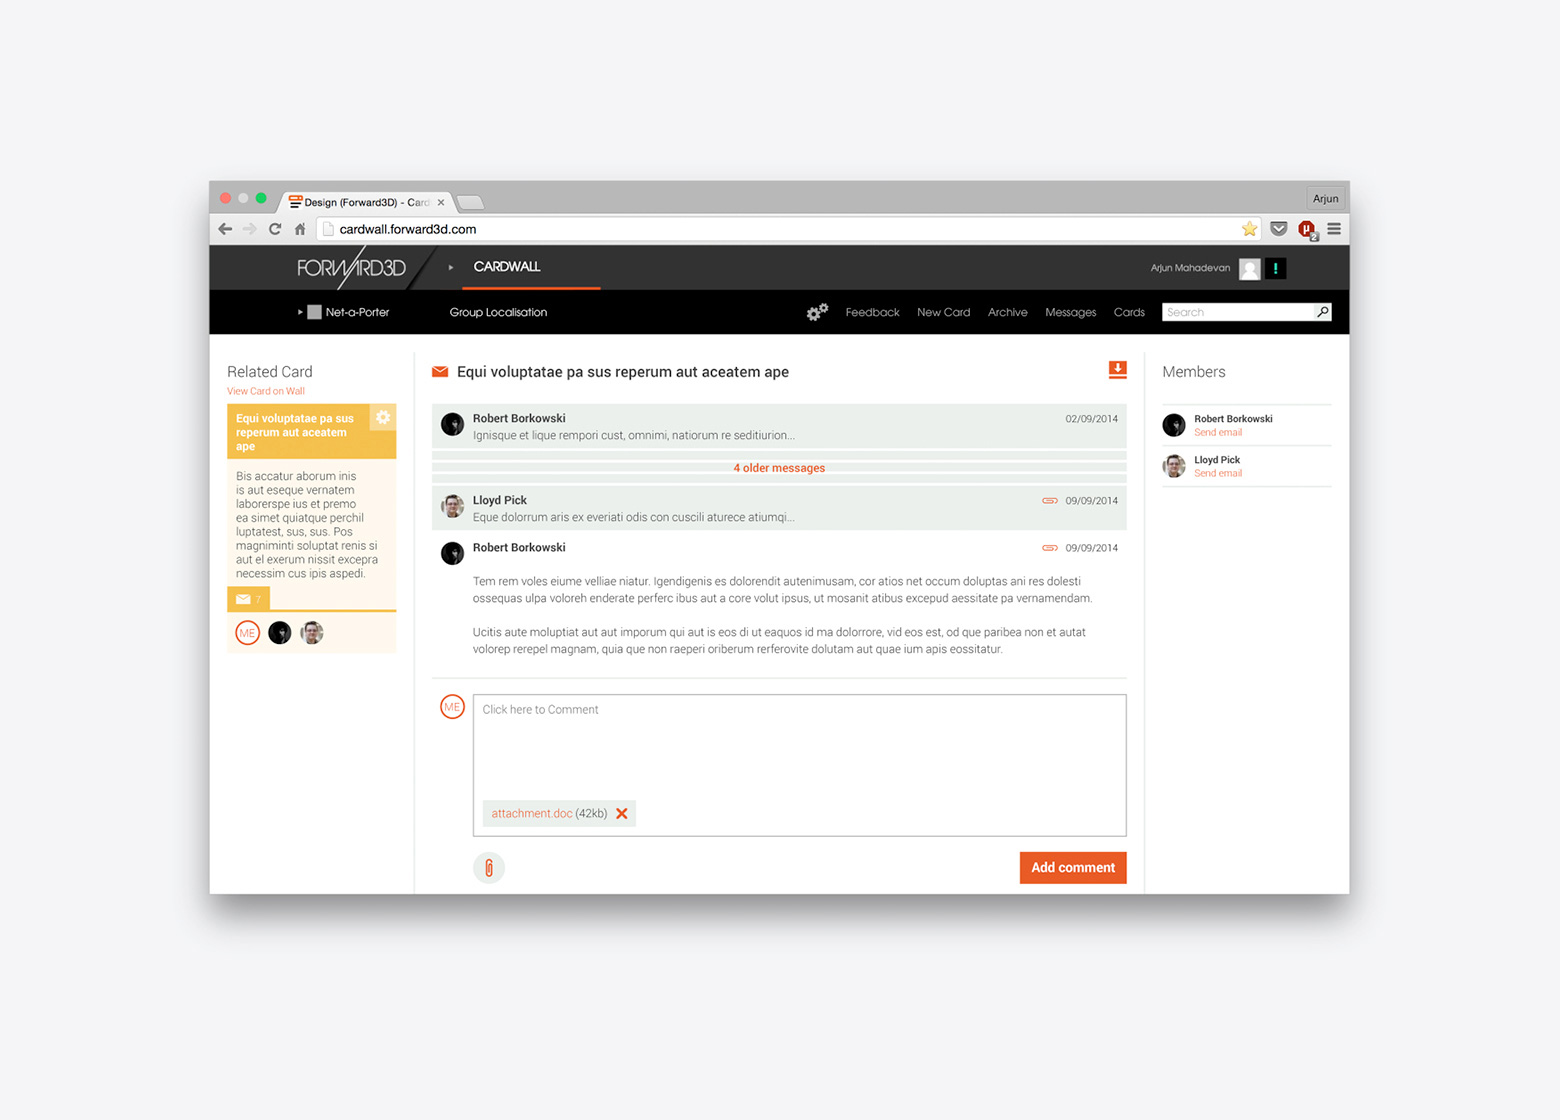 Design (Forward3D) - Card
Arjun
cardwall.forward3d.com
2
FORWARD3D
CARDWALL
Arjun Mahadevan
!
Net-a-Porter
Group Localisation
Feedback
New Card
Archive
Messages
Cards
Search
Related Card
View Card on Wall
Equi voluptatae pa sus
reperum aut aceatem
ape
Bis accatur aborum inis
is aut eseque vernatem
laborerspe ius et premo
ea simet quiatque perchil
luptatest, sus, sus. Pos
magniminti soluptat renis si
aut el exerum nissit excepra
necessim cus ipis aspedi.
7
ME
Equi voluptatae pa sus reperum aut aceatem ape
Robert Borkowski
02/09/2014
Ignisque et lique rempori cust, omnimi, natiorum re seditiurion...
4 older messages
Lloyd Pick
09/09/2014
Eque dolorrum aris ex everiati odis con cuscili aturece atiumqi...
Robert Borkowski
09/09/2014
Tem rem voles eiume velliae niatur. Igendigenis es dolorendit autenimusam, cor atios net occum doluptas ani res dolesti
ossequas ulpa voloreh enderate perferc ibus aut a core volut ipsus, ut mosanit atibus excepud aessitate pa vernamendam.
Ucitis aute moluptiat aut aut imporum qui aut is eos di ut eaquos id ma dolorrore, vid eos est, od que paribea non et autat
volorep rerepel magnam, quia que non raeperi oriberum rerferovite dolutam aut quae ium apis eossitatur.
ME
Click here to Comment
attachment.doc (42kb)
Add comment
Members
Robert Borkowski
Send email
Lloyd Pick
Send email